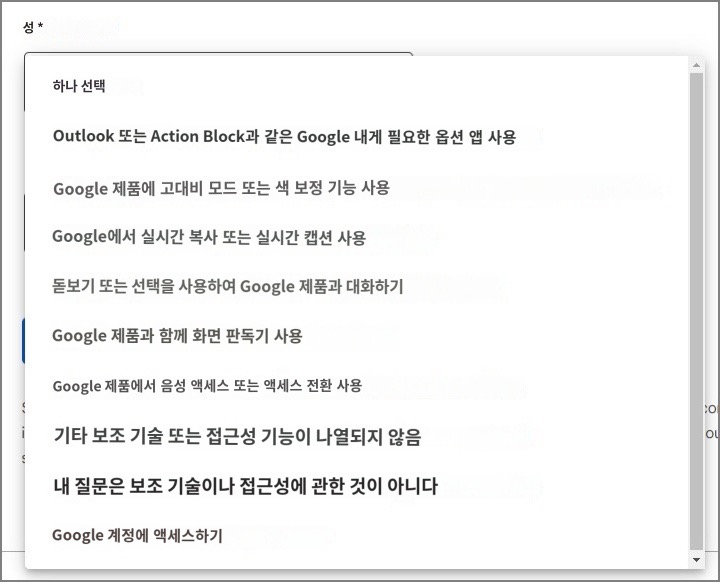 성 *
하나 선택
Outlook 또는 Action Block과 같은 Google 내게 필요한 옵션 앱 사용
Google 제품에 고대비 모드 또는 색 보정 기능 사용
Google에서 실시간 복사 또는 실시간 캡션 사용
돋보기 또는 선택을 사용하여 Google 제품과 대화하기
Google 제품과 함께 화면 판독기 사용
Google 제품에서 음성 액세스 또는 액세스 전환 사용
기타 보조 기술 또는 접근성 기능이 나열되지 않음
내 질문은 보조 기술이나 접근성에 관한 것이 아니다
Google 계정에 액세스하기